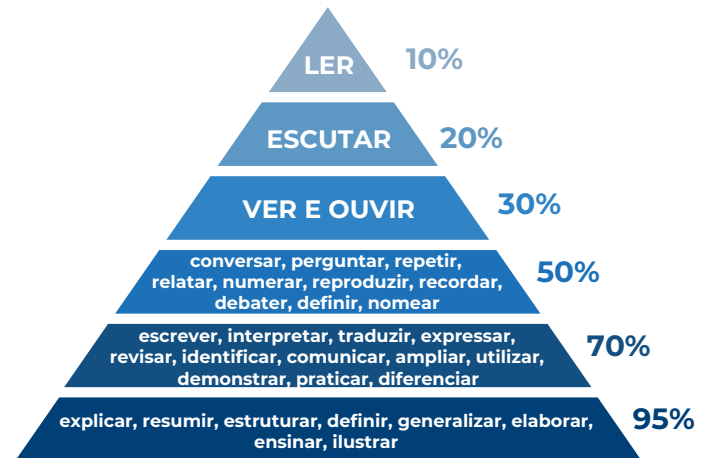 LER
10%
ESCUTAR
20%
VER E OUVIR
30%
conversar, perguntar, repetir,
relatar, numerar, reproduzir, recordar,
debater, definir, nomear
50%
escrever, interpretar, traduzir, expressar,
revisar, identificar, comunicar, ampliar, utilizar,
demonstrar, praticar, diferenciar
70%
explicar, resumir, estruturar, definir, generalizar, elaborar,
ensinar, ilustrar
95%